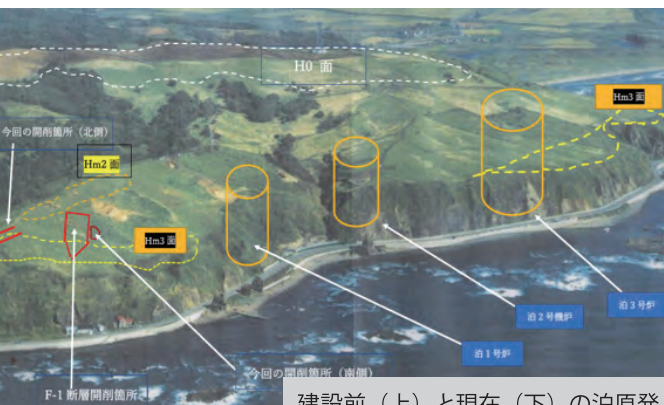 H0 面
Hm3 面
今回の開削箇所（北側）
Hm2 面
Hm3 面
泊３号炉
泊２号機炉
泊１号炉
今回の開削箇所（南側）
F-1 断層開削箇所
建設前（上）と現在（下）の泊原発